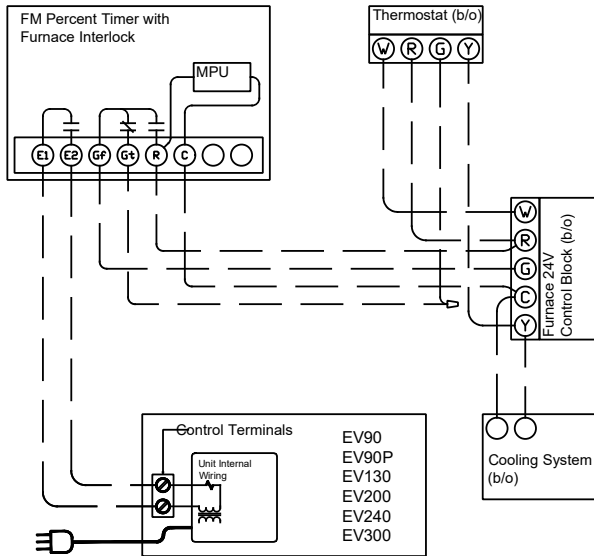 FM Percent Timer with
Furnace Interlock
MPU
E1 E2 Gf Gt R C
Thermostat (b/o)
W R G Y
W
R
G
C
Y
Furnace 24V
Control Block (b/o)
Cooling System
(b/o)
Control Terminals
Unit Internal
Wiring
EV90
EV90P
EV130
EV200
EV240
EV300